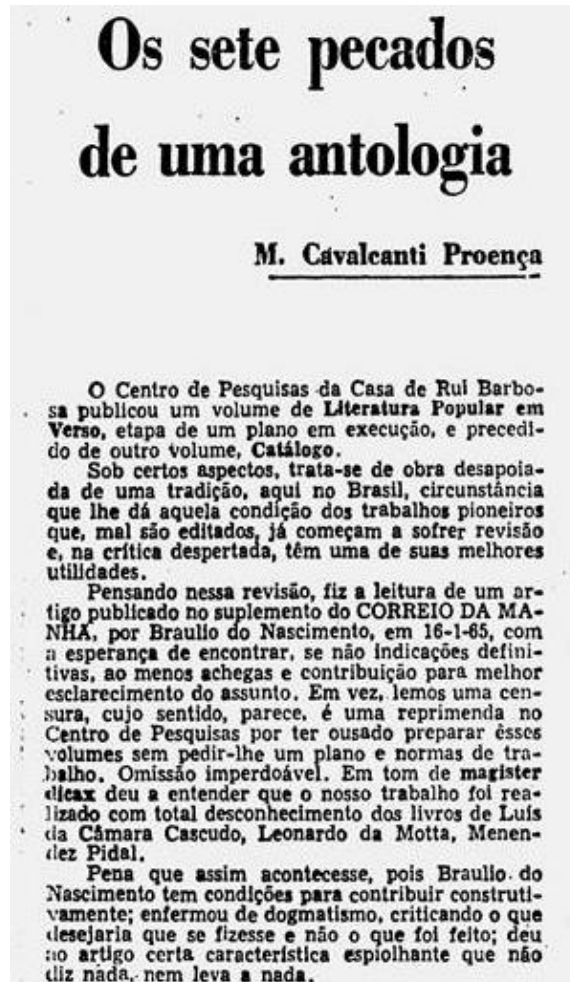 Os sete pecados
de uma antologia
M. Cavalcanti Proença
O Centro de Pesquisas da Casa de Rui Barbo-
sa publicou um volume de Literatura Popular em
Verso, etapa de um plano em execução, e precedi-
do de outro volume, Catálogo.
Sob certos aspectos, trata-se de obra desapoia-
da de uma tradição, aqui no Brasil, circunstância
que lhe dá aquela condição dos trabalhos pioneiros
que, mal são editados, já começam a sofrer revisão
e, na crítica despertada, têm uma de suas melhores
utilidades.
Pensando nessa revisão, fiz a leitura de um ar-
tigo publicado no suplemento do CORREIO DA MA-
NHÃ, por Braulio do Nascimento, em 16-1-65, com
a esperança de encontrar, se não indicações defini-
tivas, ao menos achegas e contribuição para melhor
esclarecimento do assunto. Em vez, lemos uma cen-
sura, cujo sentido, parece, é uma reprimenda no
Centro de Pesquisas por ter ousado preparar êsses
volumes sem pedir-lhe um plano e normas de tra-
balho. Omissão imperdoável. Em tom de magister
dicax deu a entender que o nosso trabalho foi rea-
lizado com total desconhecimento dos livros de Luís
da Câmara Cascudo, Leonardo da Motta, Menen-
dez Pidal.
Pena que assim acontecesse, pois Braulio do
Nascimento tem condições para contribuir construti-
vamente; enfermou de dogmatismo, criticando o que
desejaria que se fizesse e não o que foi feito; deu
no artigo certa característica espiolhante que não
diz nada, nem leva a nada.